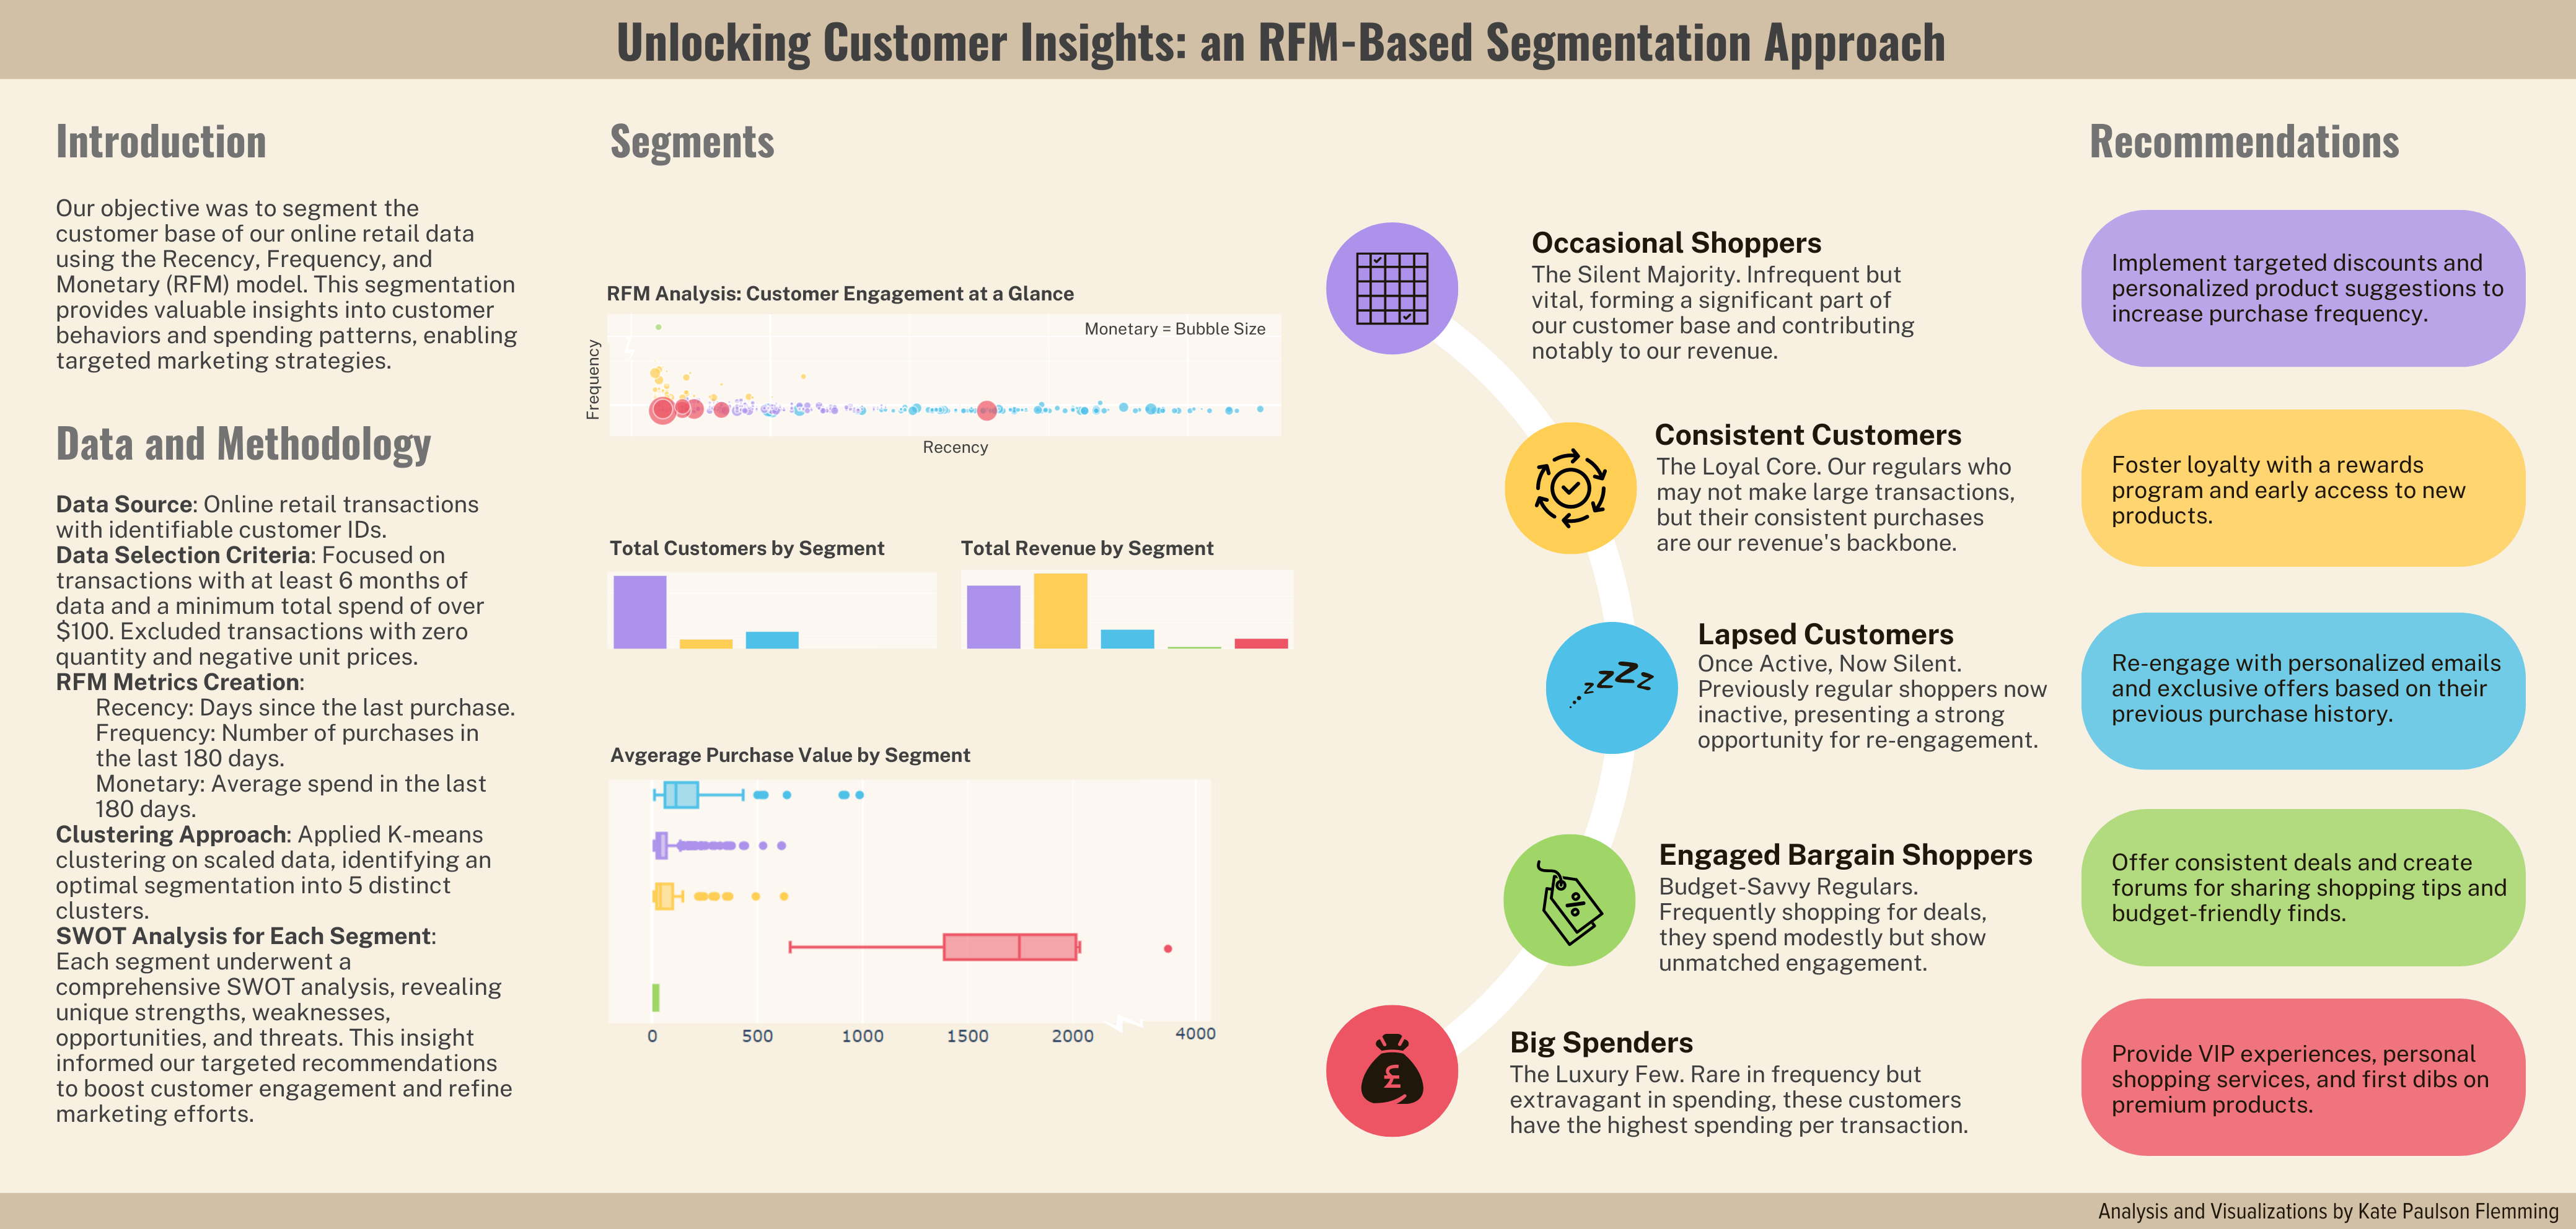 Unlocking Customer Insights: an RFM-Based Segmentation Approach
Introduction
Our objective was to segment the
customer base of our online retail data
using the Recency, Frequency, and
Monetary (RFM) model. This segmentation
provides valuable insights into customer
behaviors and spending patterns, enabling
targeted marketing strategies.
Data and Methodology
Data Source: Online retail transactions
with identifiable customer IDs.
Data Selection Criteria: Focused on
transactions with at least 6 months of
data and a minimum total spend of over
$100. Excluded transactions with zero
quantity and negative unit prices.
RFM Metrics Creation:
Recency: Days since the last purchase.
Frequency: Number of purchases in
the last 180 days.
Monetary: Average spend in the last
180 days.
Clustering Approach: Applied K-means
clustering on scaled data, identifying an
optimal segmentation into 5 distinct
clusters.
SWOT Analysis for Each Segment:
Each segment underwent a
comprehensive SWOT analysis, revealing
unique strengths, weaknesses,
opportunities, and threats. This insight
informed our targeted recommendations
to boost customer engagement and refine
marketing efforts.
Segments
RFM Analysis: Customer Engagement at a Glance
Monetary = Bubble Size
Frequency
Recency
Total Customers by Segment
Total Revenue by Segment
Avgerage Purchase Value by Segment
0 500 1000 1500 2000 4000
Occasional Shoppers
The Silent Majority. Infrequent but
vital, forming a significant part of
our customer base and contributing
notably to our revenue.
Consistent Customers
The Loyal Core. Our regulars who
may not make large transactions,
but their consistent purchases
are our revenue's backbone.
z z Z z
Lapsed Customers
Once Active, Now Silent.
Previously regular shoppers now
inactive, presenting a strong
opportunity for re-engagement.
%
Engaged Bargain Shoppers
Budget-Savvy Regulars.
Frequently shopping for deals,
they spend modestly but show
unmatched engagement.
£
Big Spenders
The Luxury Few. Rare in frequency but
extravagant in spending, these customers
have the highest spending per transaction.
Recommendations
Implement targeted discounts and
personalized product suggestions to
increase purchase frequency.
Foster loyalty with a rewards
program and early access to new
products.
Re-engage with personalized emails
and exclusive offers based on their
previous purchase history.
Offer consistent deals and create
forums for sharing shopping tips and
budget-friendly finds.
Provide VIP experiences, personal
shopping services, and first dibs on
premium products.
Analysis and Visualizations by Kate Paulson Flemming